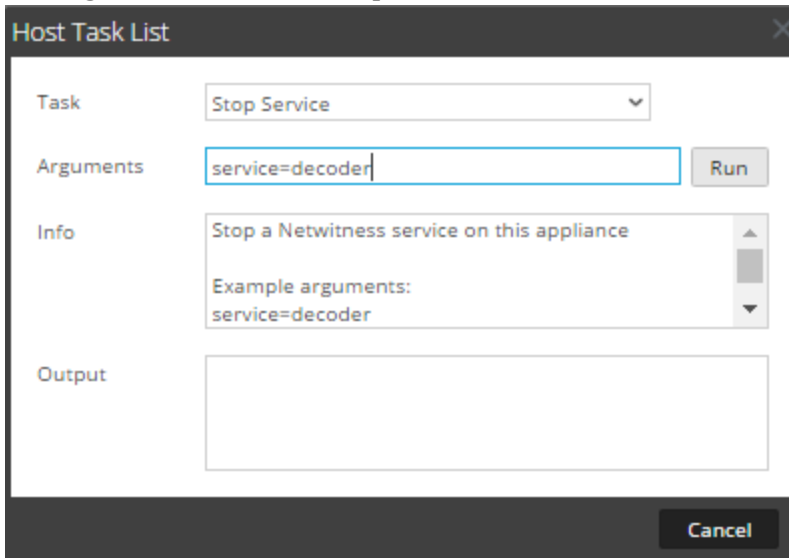 Host Task List
Task
Stop Service
Arguments
service=decoder
Run
Info
Stop a Netwitness service on this appliance
Example arguments:
service=decoder
Output
Cancel